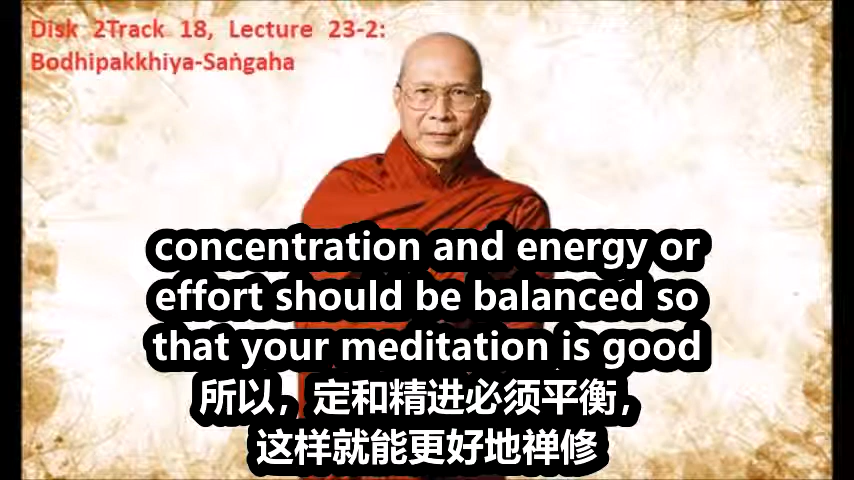 Disk 2Track 18, Lecture 23-2:
Bodhipakkhiya-Saṅgaha
concentration and energy or
effort should be balanced so
that your meditation is good
所以，定和精进必须平衡，
这样就能更好地禅修